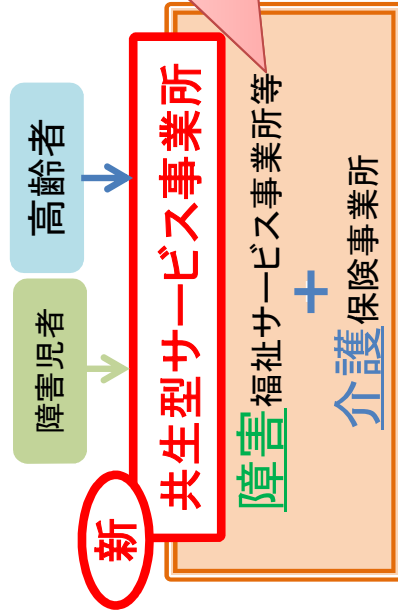 障害児者
高齢者
新
共生型サービス事業所
障害福祉サービス事業所等
＋
介護保険事業所